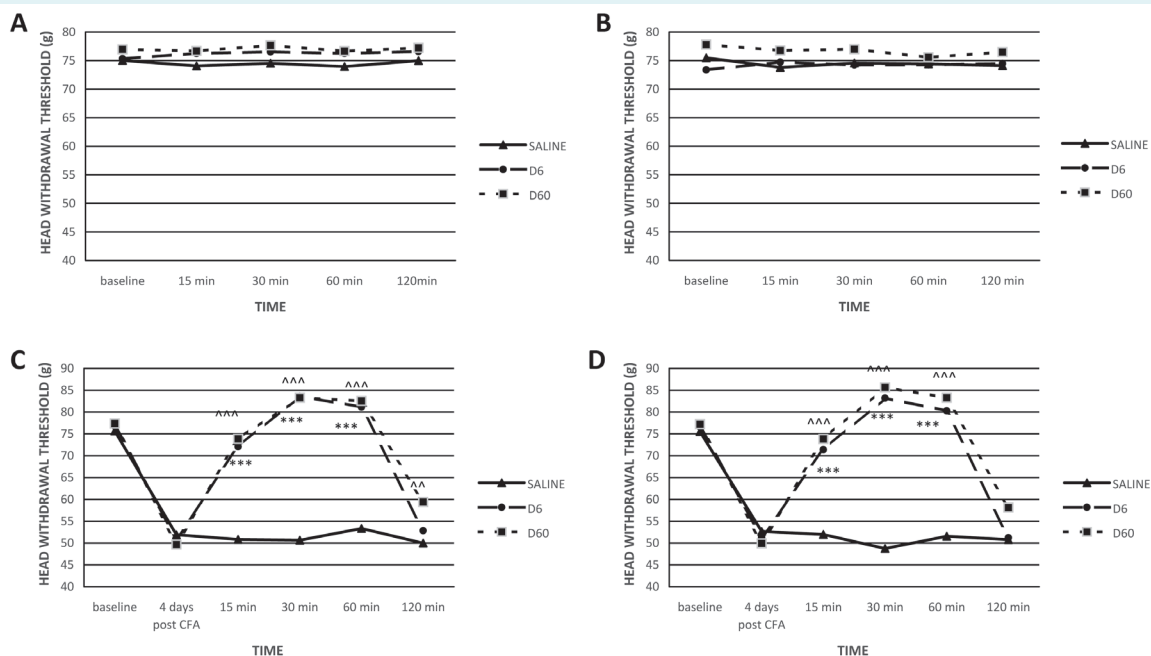 A
HEAD WITHDRAWAL THRESHOLD (g)
80
75
70
65
60
55
50
45
40
baseline 15 min 30 min 60 min 120min
TIME
SALINE
D6
D60
B
HEAD WITHDRAWAL THRESHOLD (g)
80
75
70
65
60
55
50
45
40
baseline 15 min 30 min 60 min 120 min
TIME
SALINE
D6
D60
C
HEAD WITHDRAWAL THRESHOLD (g)
90
85
80
75
70
65
60
55
50
45
40
^^^ ^^^ ^^^ ^^
*** *** ***
baseline 4 days 15 min 30 min 60 min 120 min
post CFA
TIME
SALINE
D6
D60
D
HEAD WITHDRAWAL THRESHOLD (g)
90
85
80
75
70
65
60
55
50
45
40
^^^ ^^^ ^^^
*** *** ***
baseline 4 days 15 min 30 min 60 min 120 min
post CFA
TIME
SALINE
D6
D60